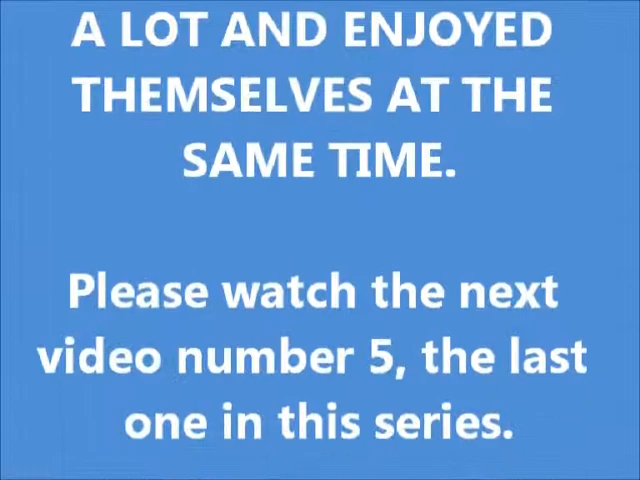 A LOT AND ENJOYED
THEMSELVES AT THE
SAME TIME.
Please watch the next
video number 5, the last
one in this series.